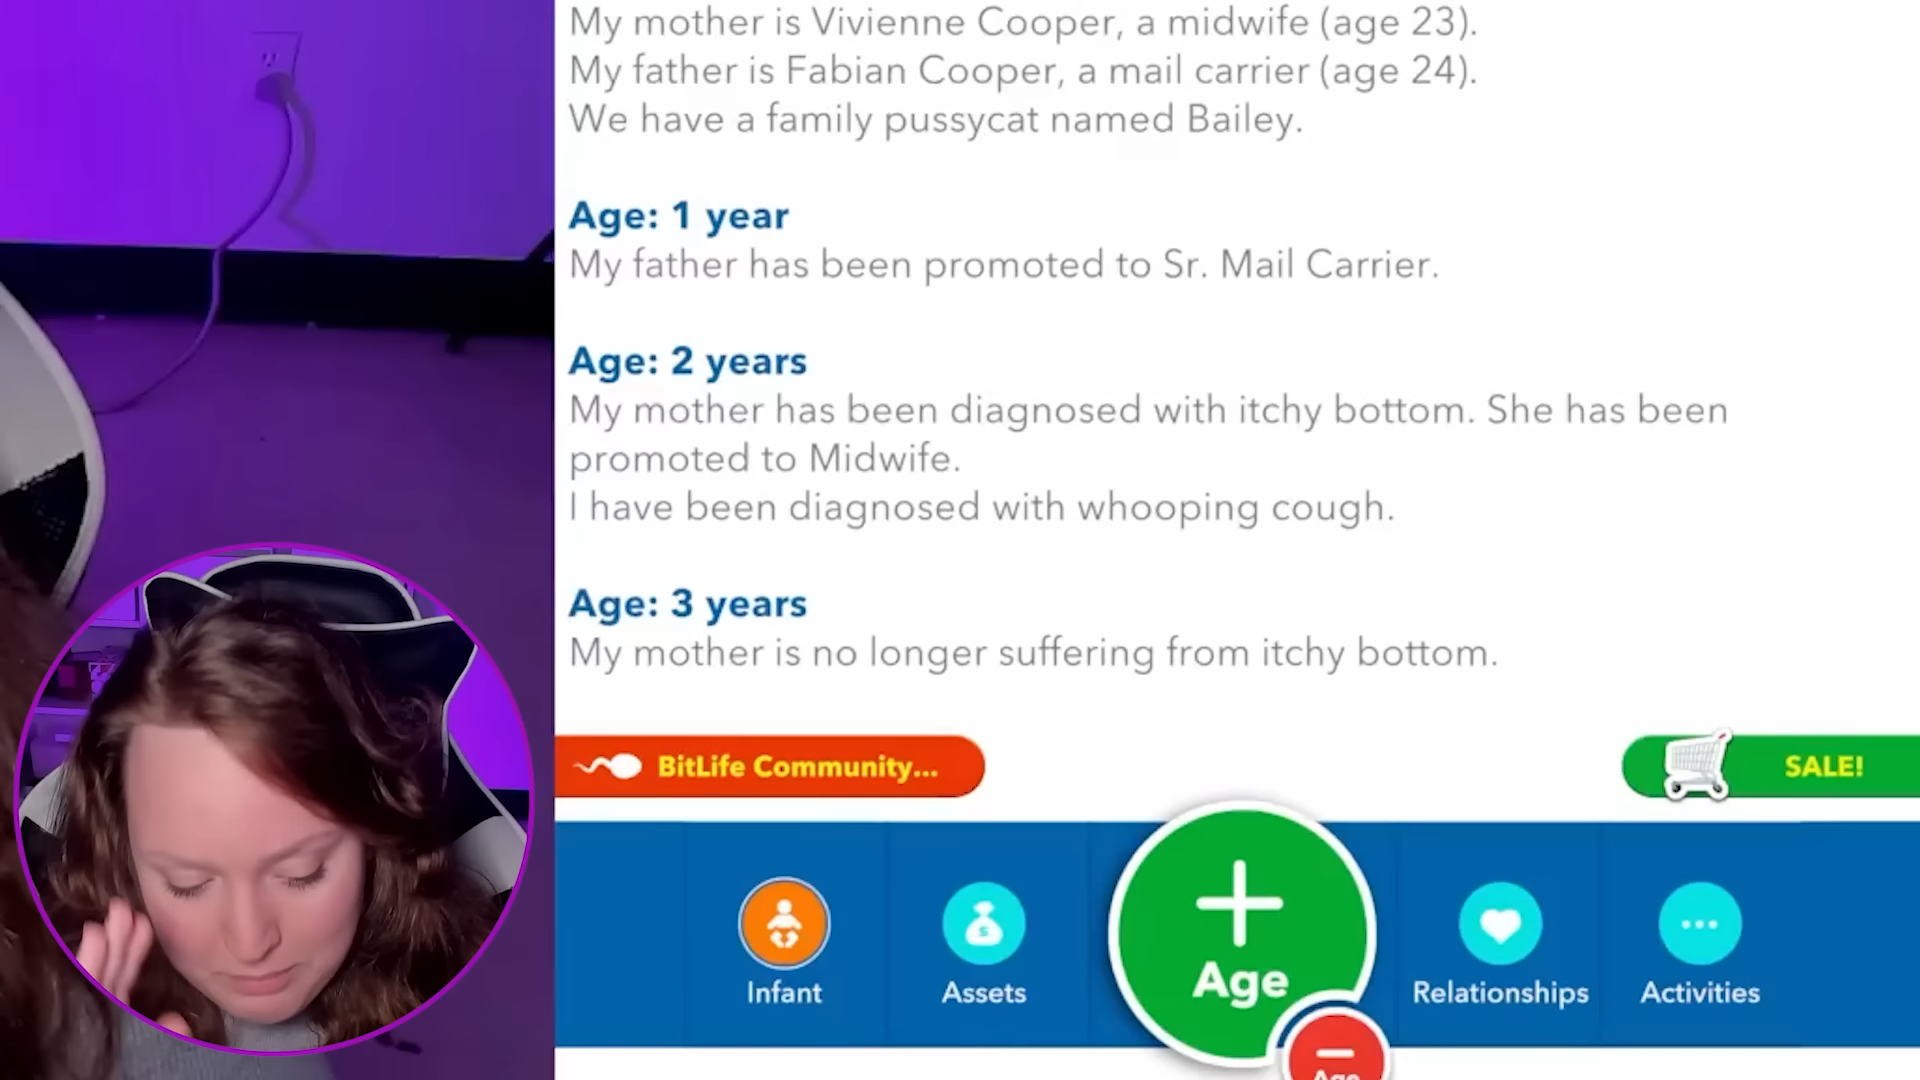 My mother is Vivienne Cooper, a midwife (age 23).
My father is Fabian Cooper, a mail carrier (age 24).
We have a family pussycat named Bailey.
Age: 1 year
My father has been promoted to Sr. Mail Carrier.
Age: 2 years
My mother has been diagnosed with itchy bottom. She has been
promoted to Midwife.
I have been diagnosed with whooping cough.
Age: 3 years
My mother is no longer suffering from itchy bottom.
BitLife Community...
SALE!
Infant
Assets
Age
Relationships
Activities
Age